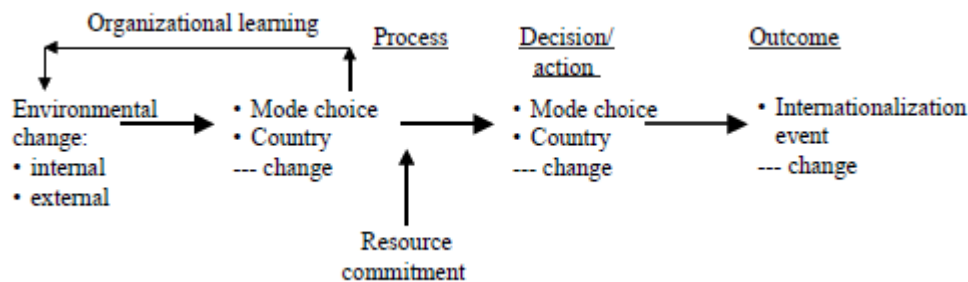 Organizational learning
Process
Decision/
action
Outcome
Environmental
change:
• internal
• external
• Mode choice
• Country
--- change
• Mode choice
• Country
--- change
• Internationalization
event
--- change
Resource
commitment